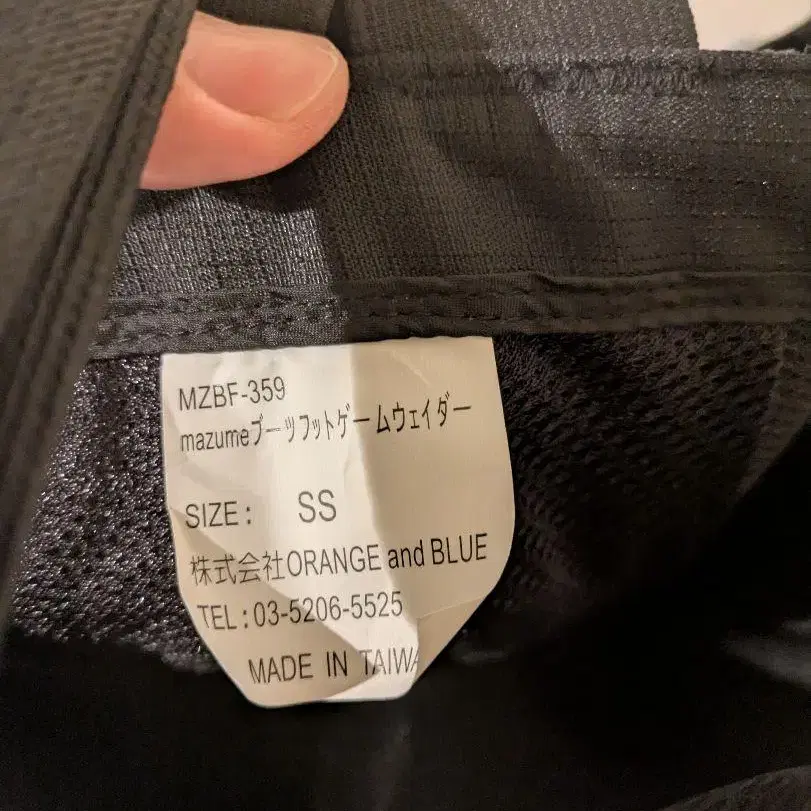 MZBF-359
mazumeブーツフットゲームウェイダー
SIZE: SS
株式会社ORANGE and BLUE
TEL:03-5206-5525
MADE IN TAIWA